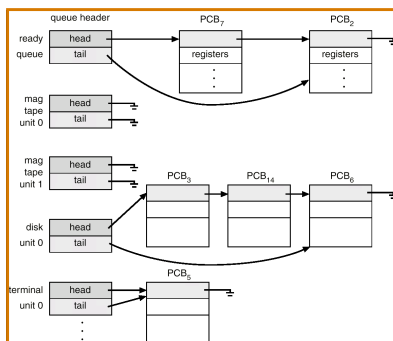 queue header
PCB7
PCB2
ready
queue
head
tail
registers
registers
mag
tape
unit 0
head
tail
mag
tape
unit 1
head
tail
PCB3
PCB14
PCB6
disk
unit 0
head
tail
PCB5
terminal
unit 0
head
tail